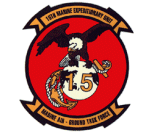 15TH MARINE EXPEDITIONARY UNIT
15
MARINE AIR - GROUND TASK FORCE